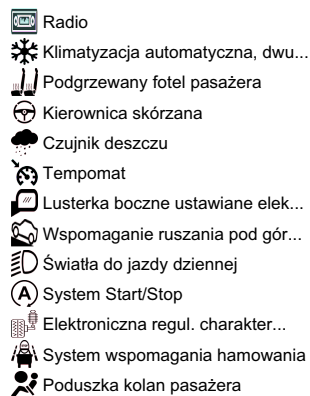 Radio
Klimatyzacja automatyczna, dwu...
Podgrzewany fotel pasażera
Kierownica skórzana
Czujnik deszczu
Tempomat
Lusterka boczne ustawiane elek...
Wspomaganie ruszania pod gór...
Światła do jazdy dziennej
A System Start/Stop
Elektroniczna regul. charakter...
System wspomagania hamowania
Poduszka kolan pasażera